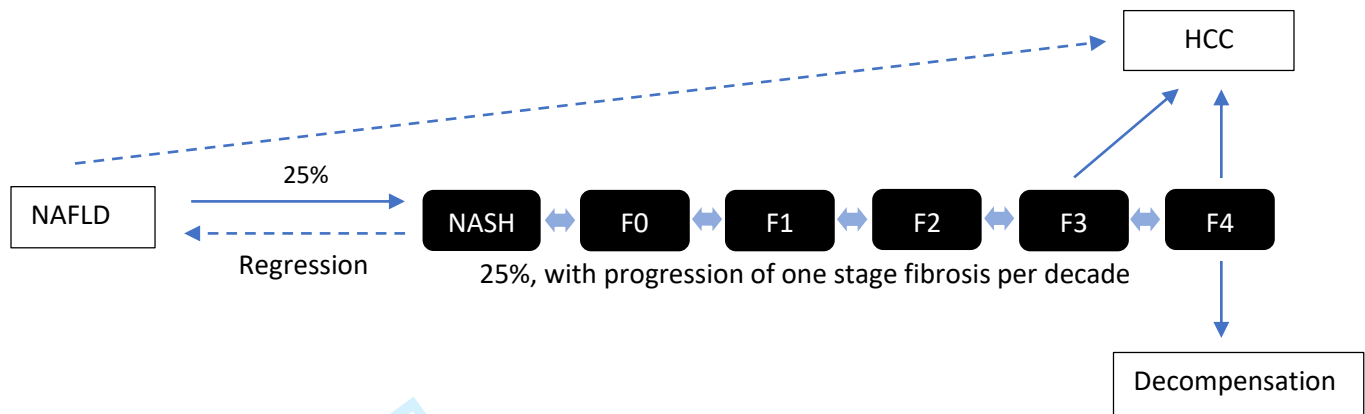 HCC
25%
NAFLD
NASH F0 F1 F2 F3 F4
Regression
25%, with progression of one stage fibrosis per decade
Decompensation